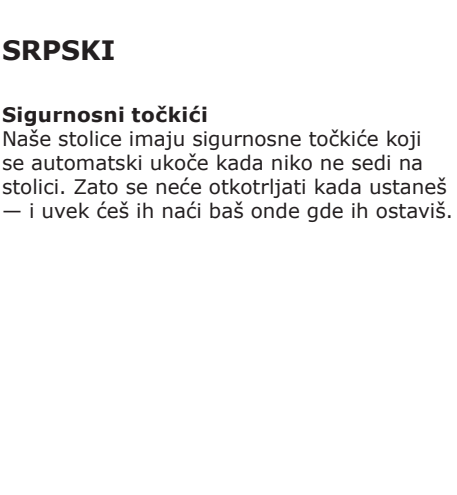 SRPSKI
Sigurnosni točkići
Naše stolice imaju sigurnosne točkiće koji
se automatski ukoče kada niko ne sedi na
stolici. Zato se neće otkotrljati kada ustaneš
— i uvek ćeš ih naći baš onde gde ih ostaviš.